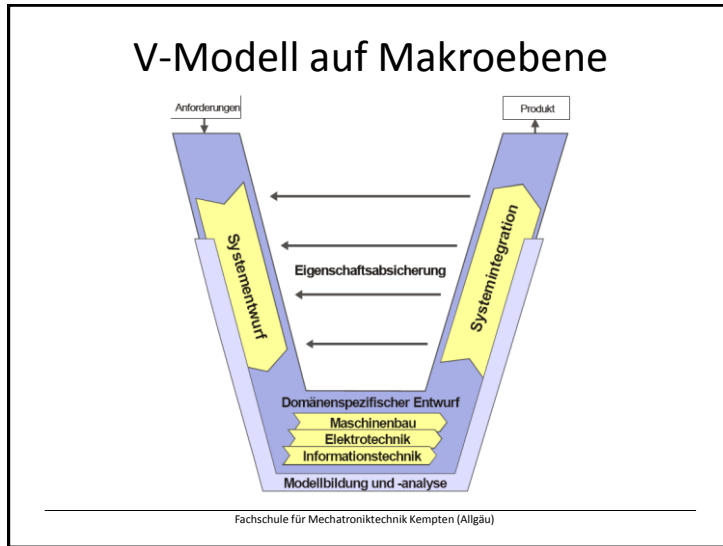 V-Modell auf Makroebene
Anforderungen
Produkt
Systementwurf
Eigenschaftsabsicherung
Systemintegration
Domänenspezifischer Entwurf
Maschinenbau
Elektrotechnik
Informationstechnik
Modellbildung und -analyse
Fachschule für Mechatroniktechnik Kempten (Allgäu)